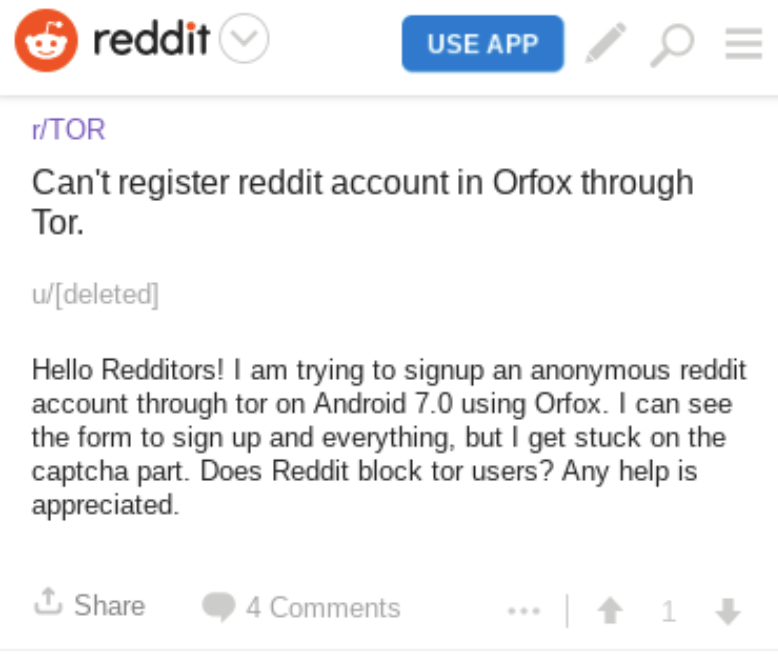 reddit USE APP
r/TOR
Can't register reddit account in Orfox through
Tor.
u/[deleted]
Hello Redditors! I am trying to signup an anonymous reddit
account through tor on Android 7.0 using Orfox. I can see
the form to sign up and everything, but I get stuck on the
captcha part. Does Reddit block tor users? Any help is
appreciated.
Share 4 Comments ... 1